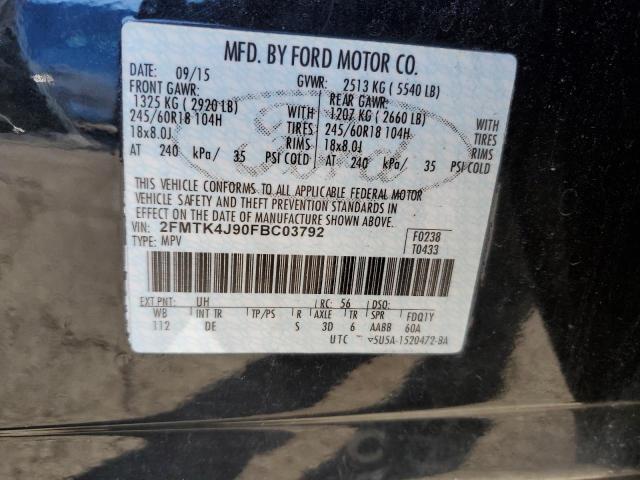 MFD. BY FORD MOTOR CO.
DATE: 09/15 GVWR: 2513 KG ( 5540 LB)
FRONT GAWR: REAR GAWR:
1325 KG ( 2920 LB) WITH 1207 KG ( 2660 LB) WITH
245/60R18 104H TIRES 245/60R18 104H TIRES
18x8.0J RIMS 18x8.0J RIMS
AT 240 kPa/ 35 PSI COLD AT 240 kPa/ 35 PSI COLD
Ford
THIS VEHICLE CONFORMS TO ALL APPLICABLE FEDERAL MOTOR
VEHICLE SAFETY AND THEFT PREVENTION STANDARDS IN
EFFECT ON THE DATE OF MANUFACTURE SHOWN ABOVE.
VIN: 2FMTK4J90FBC03792 F0238
TYPE: MPV T0433
EXT PNT: UH RC: 56 DSO:
WB INT TR TP/PS R AXLE TR SPR FDQTY
112 DE S 3D 6 AABB 60A
UTC 5U5A-1520472-BA